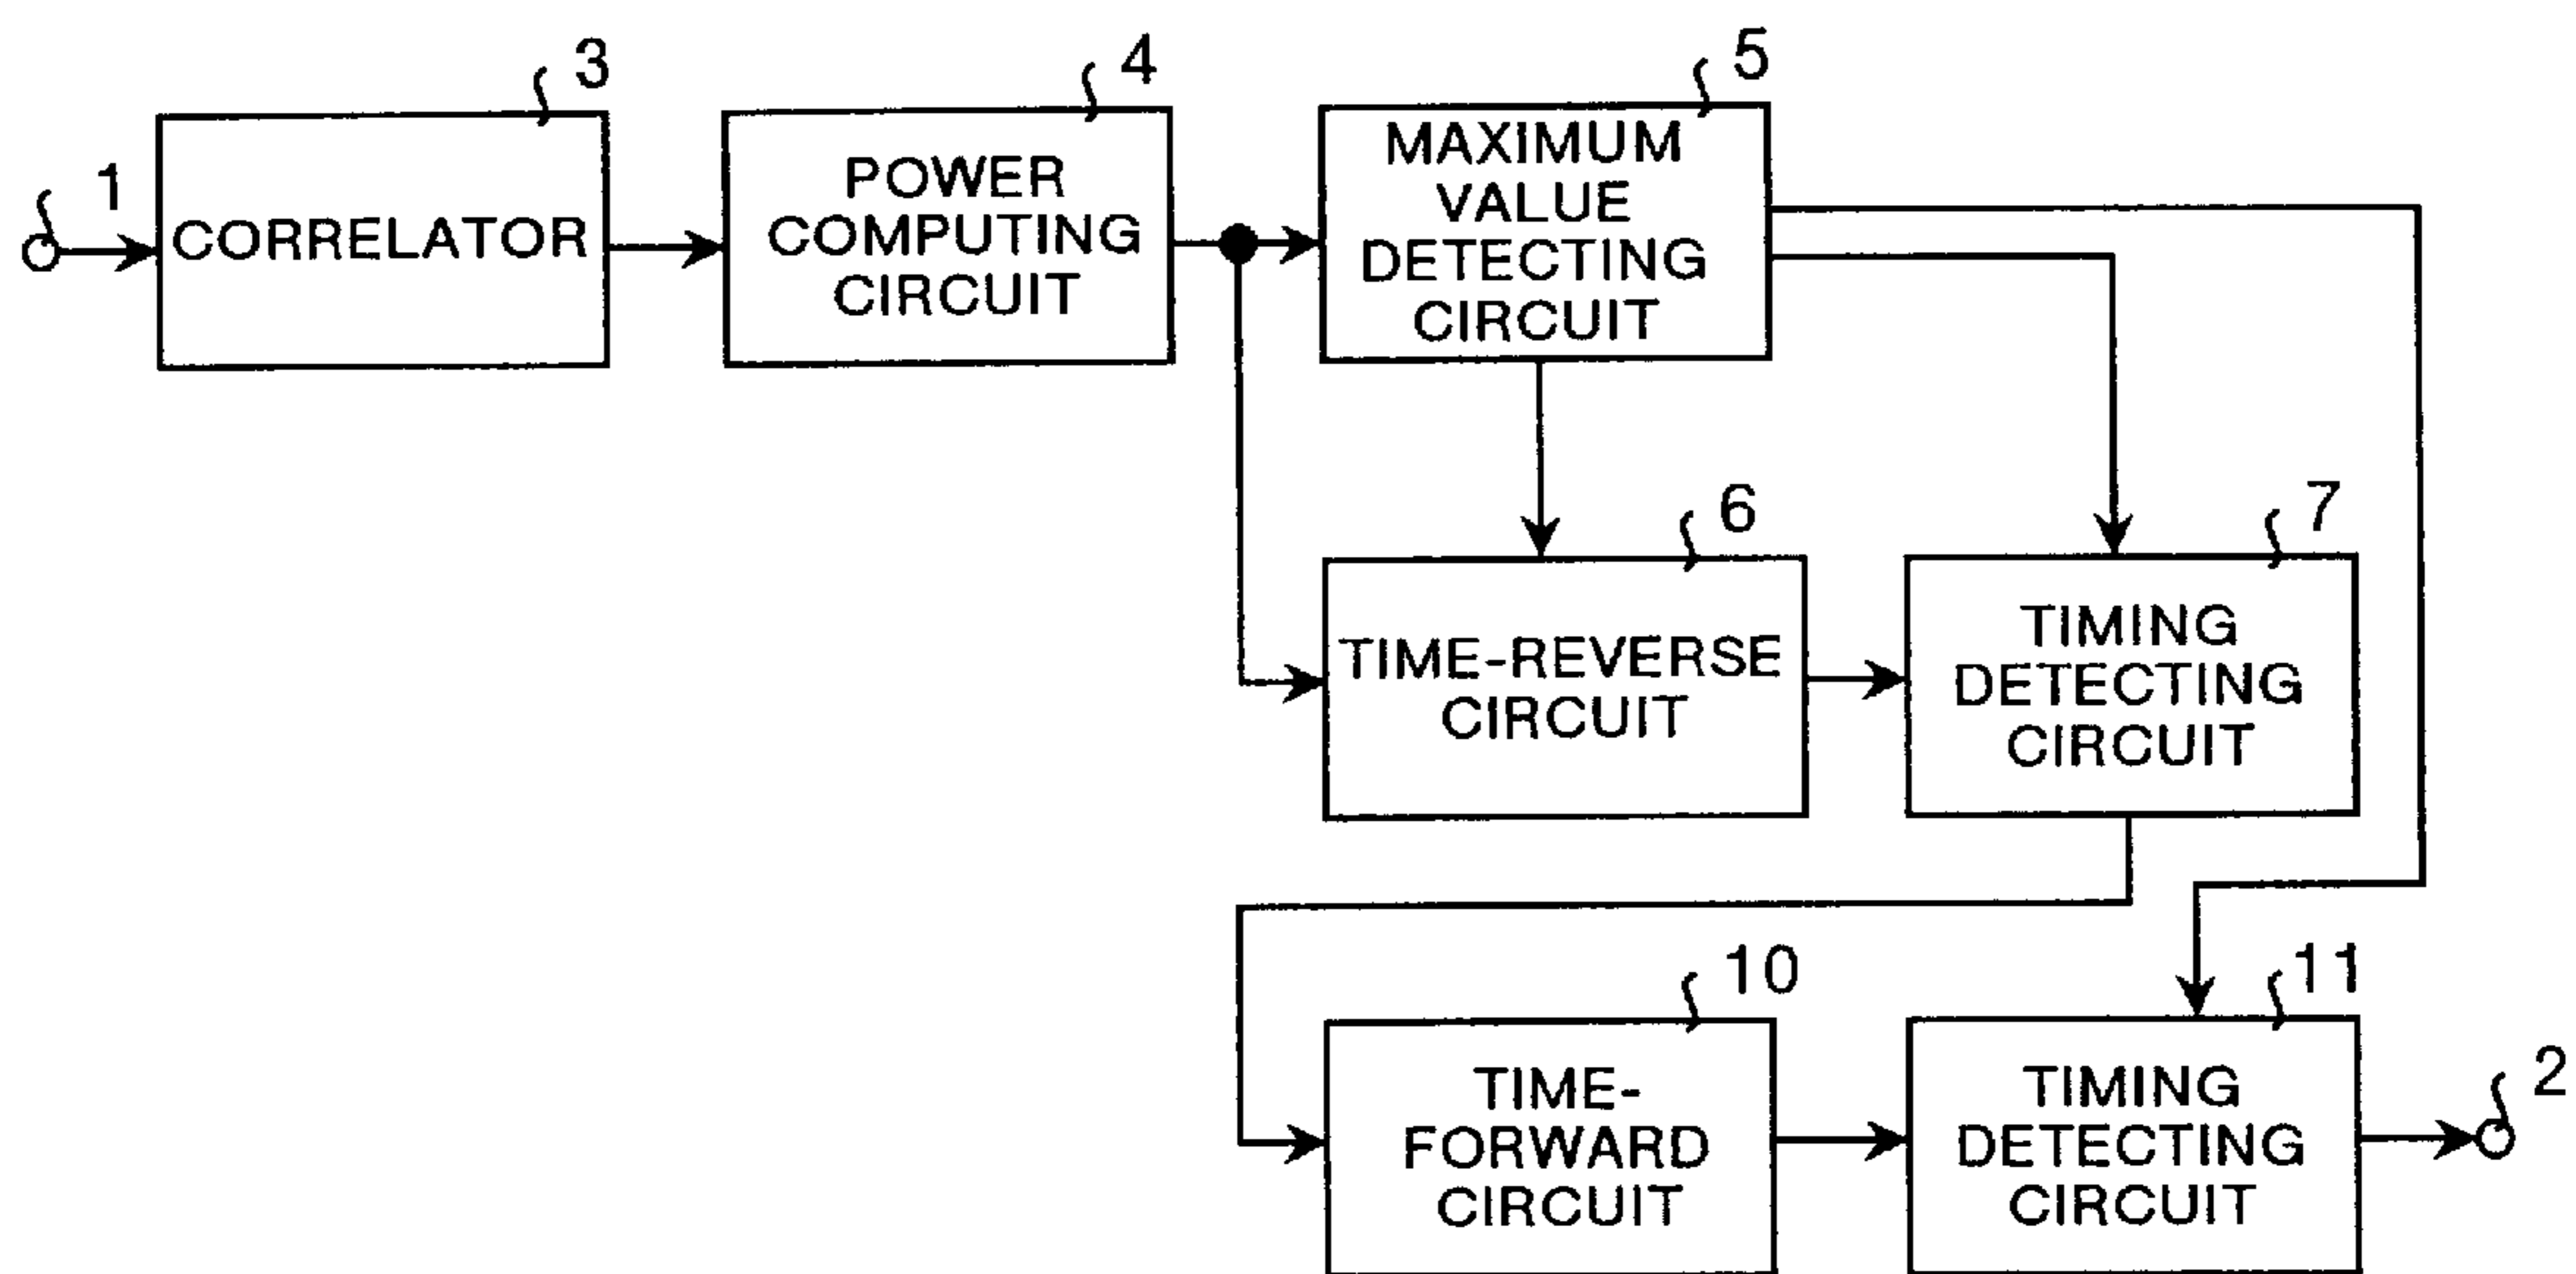 3
4
5
1
CORRELATOR
POWER
COMPUTING
CIRCUIT
MAXIMUM
VALUE
DETECTING
CIRCUIT
6
7
TIME-REVERSE
CIRCUIT
TIMING
DETECTING
CIRCUIT
10
11
2
TIME-
FORWARD
CIRCUIT
TIMING
DETECTING
CIRCUIT